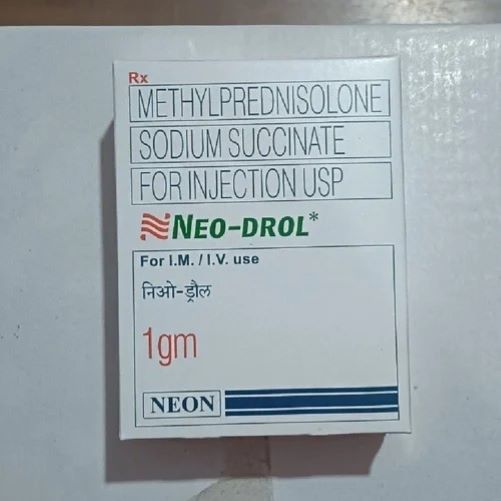 Rx
METHYLPREDNISOLONE
SODIUM SUCCINATE
FOR INJECTION USP
NEO-DROL*
For I.M. / I.V. use
निओ-ड्रौल
1gm
NEON